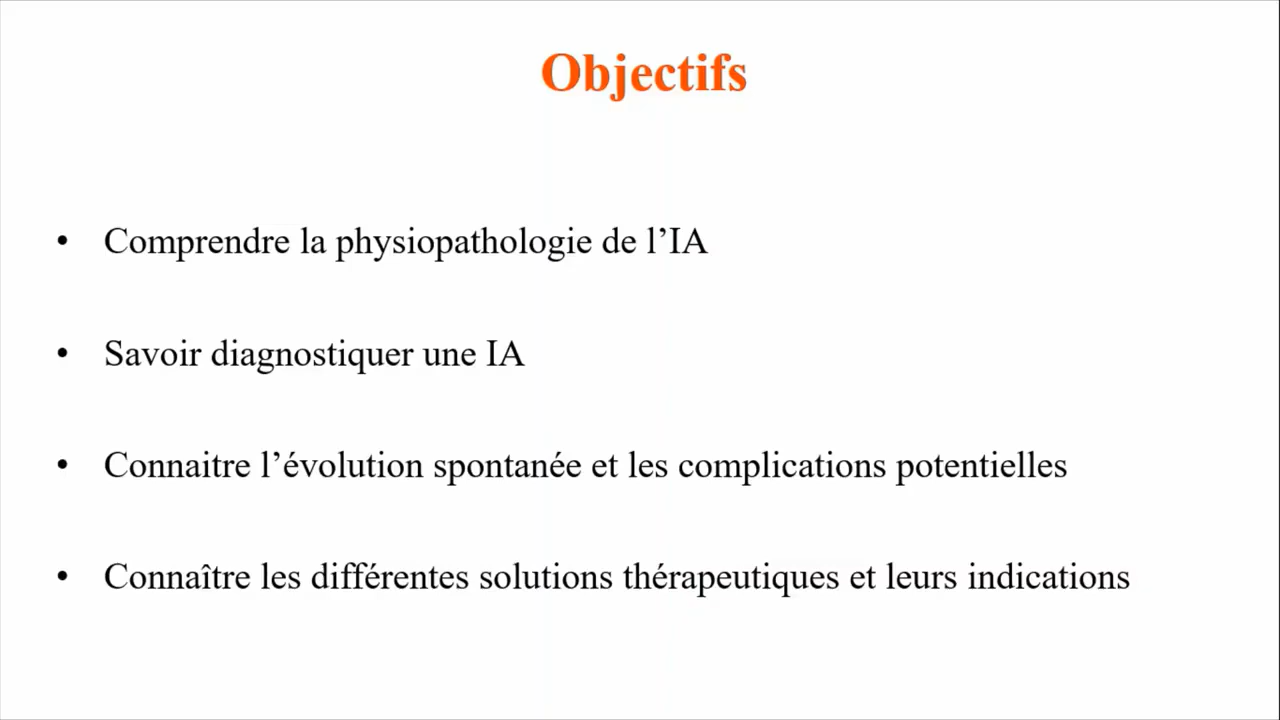 Objectifs
• Comprendre la physiopathologie de l’IA
• Savoir diagnostiquer une IA
• Connaitre l’évolution spontanée et les complications potentielles
• Connaître les différentes solutions thérapeutiques et leurs indications